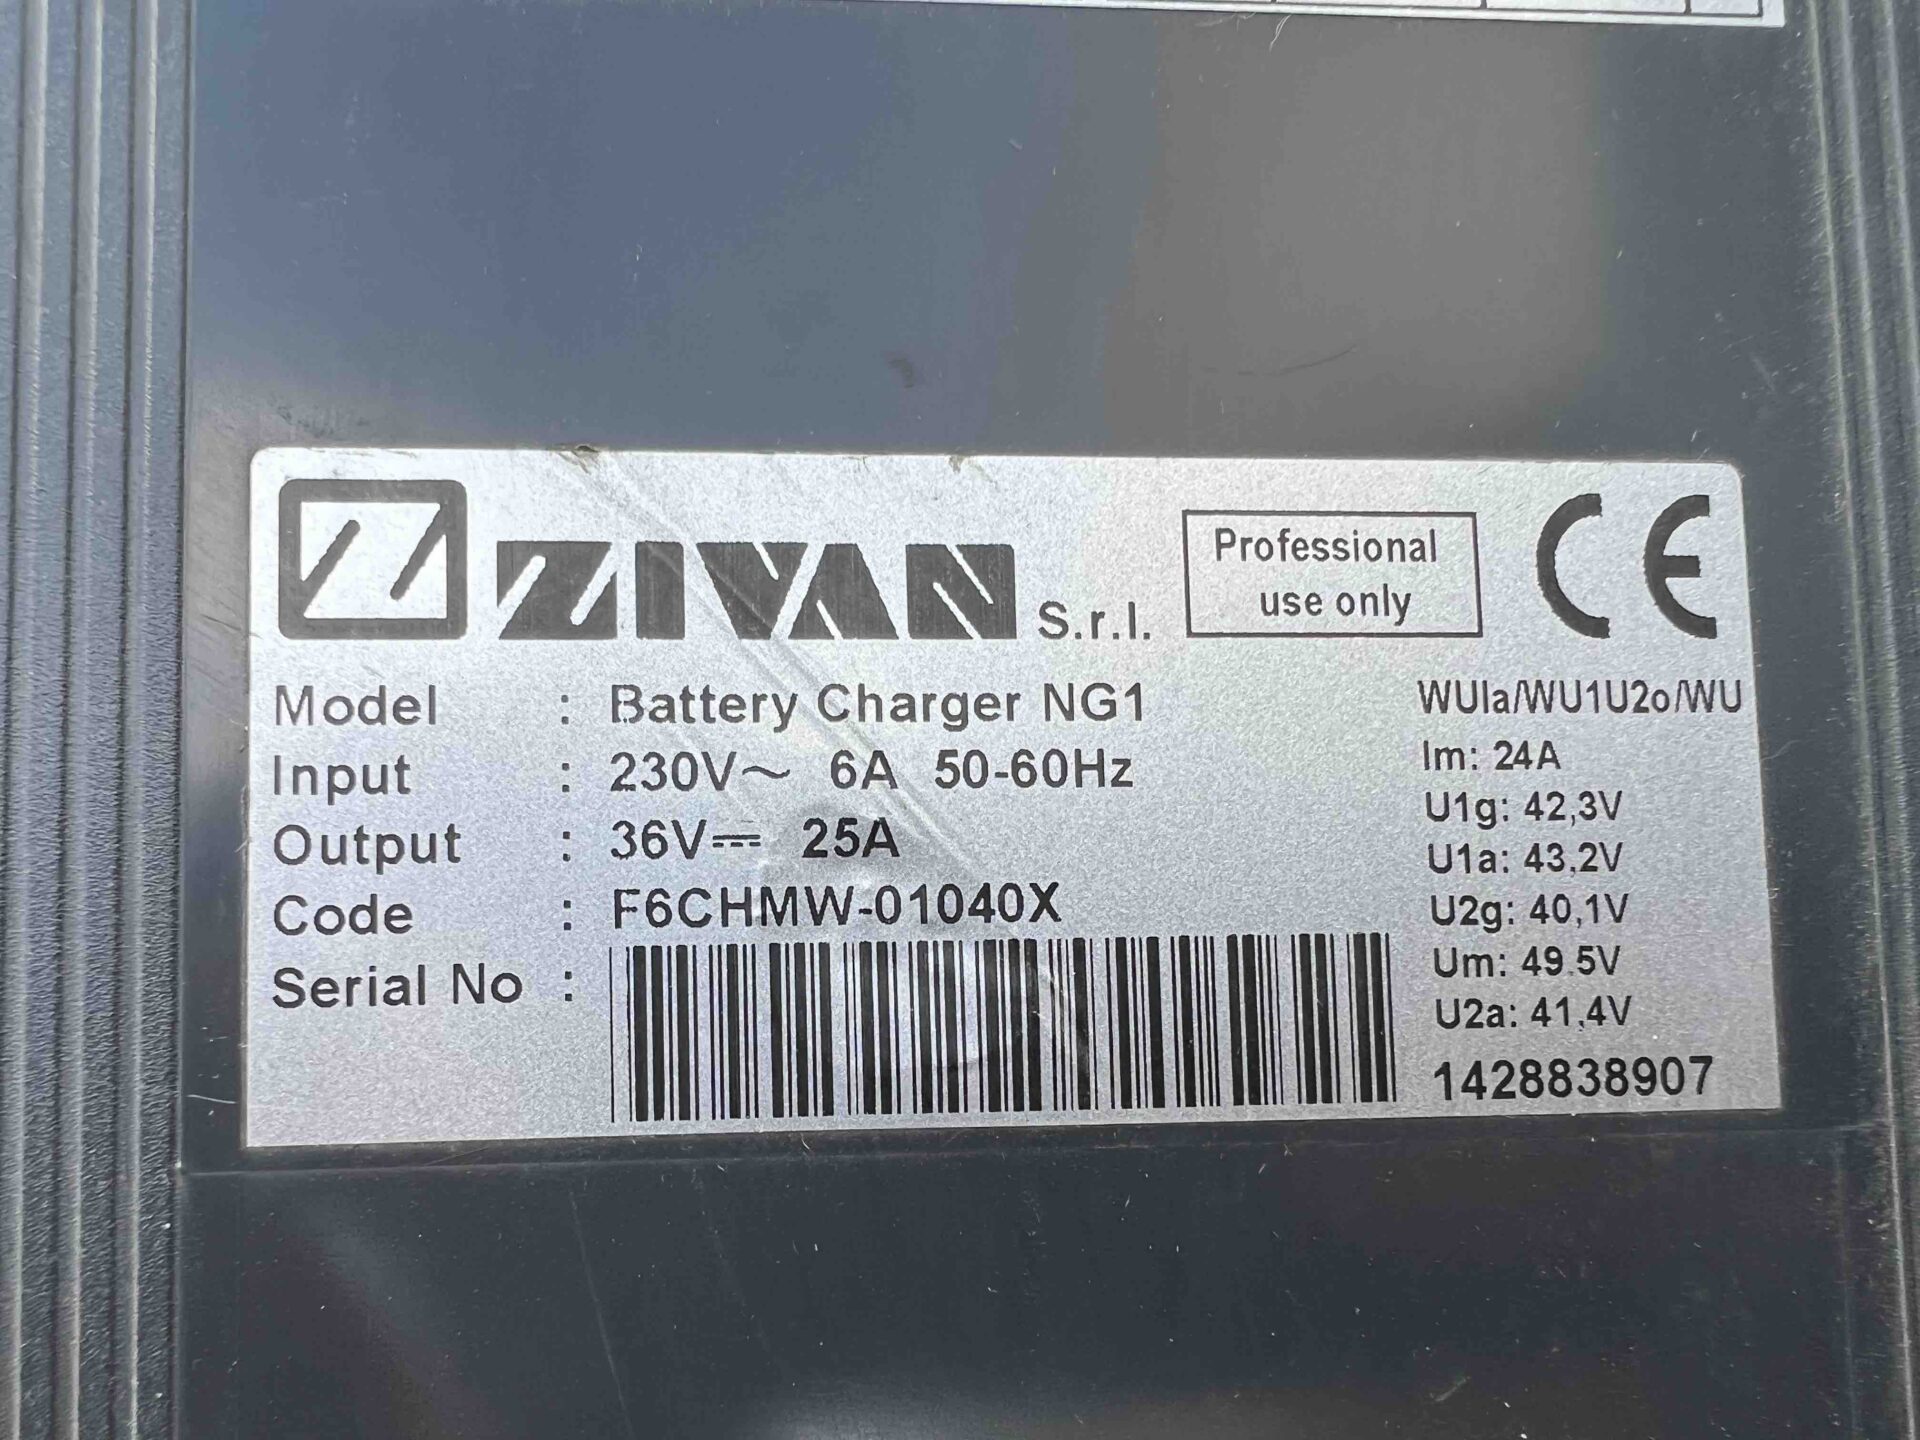 ZIVAN S.r.l.
Professional
use only
CE
Model : Battery Charger NG1
Input : 230V~ 6A 50-60Hz
Output : 36V⎓ 25A
Code : F6CHMW-01040X
Serial No :
WUIa/WU1U2o/WU
Im: 24A
U1g: 42,3V
U1a: 43,2V
U2g: 40,1V
Um: 49.5V
U2a: 41,4V
1428838907